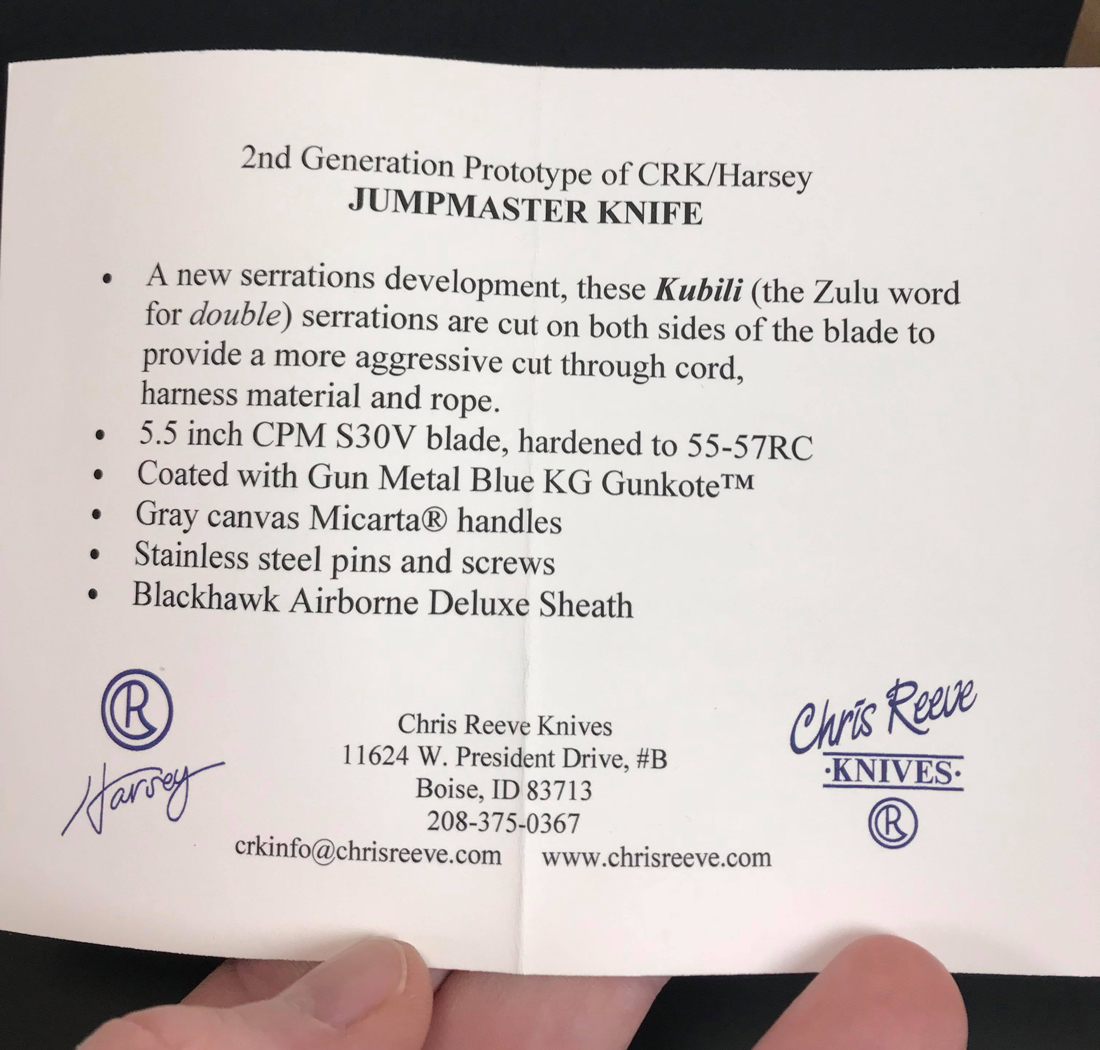 2nd Generation Prototype of CRK/Harsey
JUMPMASTER KNIFE
• A new serrations development, these Kubili (the Zulu word
for double) serrations are cut on both sides of the blade to
provide a more aggressive cut through cord,
harness material and rope.
• 5.5 inch CPM S30V blade, hardened to 55-57RC
• Coated with Gun Metal Blue KG Gunkote™
• Gray canvas Micarta® handles
• Stainless steel pins and screws
• Blackhawk Airborne Deluxe Sheath
R
Harsey
Chris Reeve Knives
11624 W. President Drive, #B
Boise, ID 83713
208-375-0367
crkinfo@chrisreeve.com www.chrisreeve.com
Chris Reeve
·KNIVES·
R